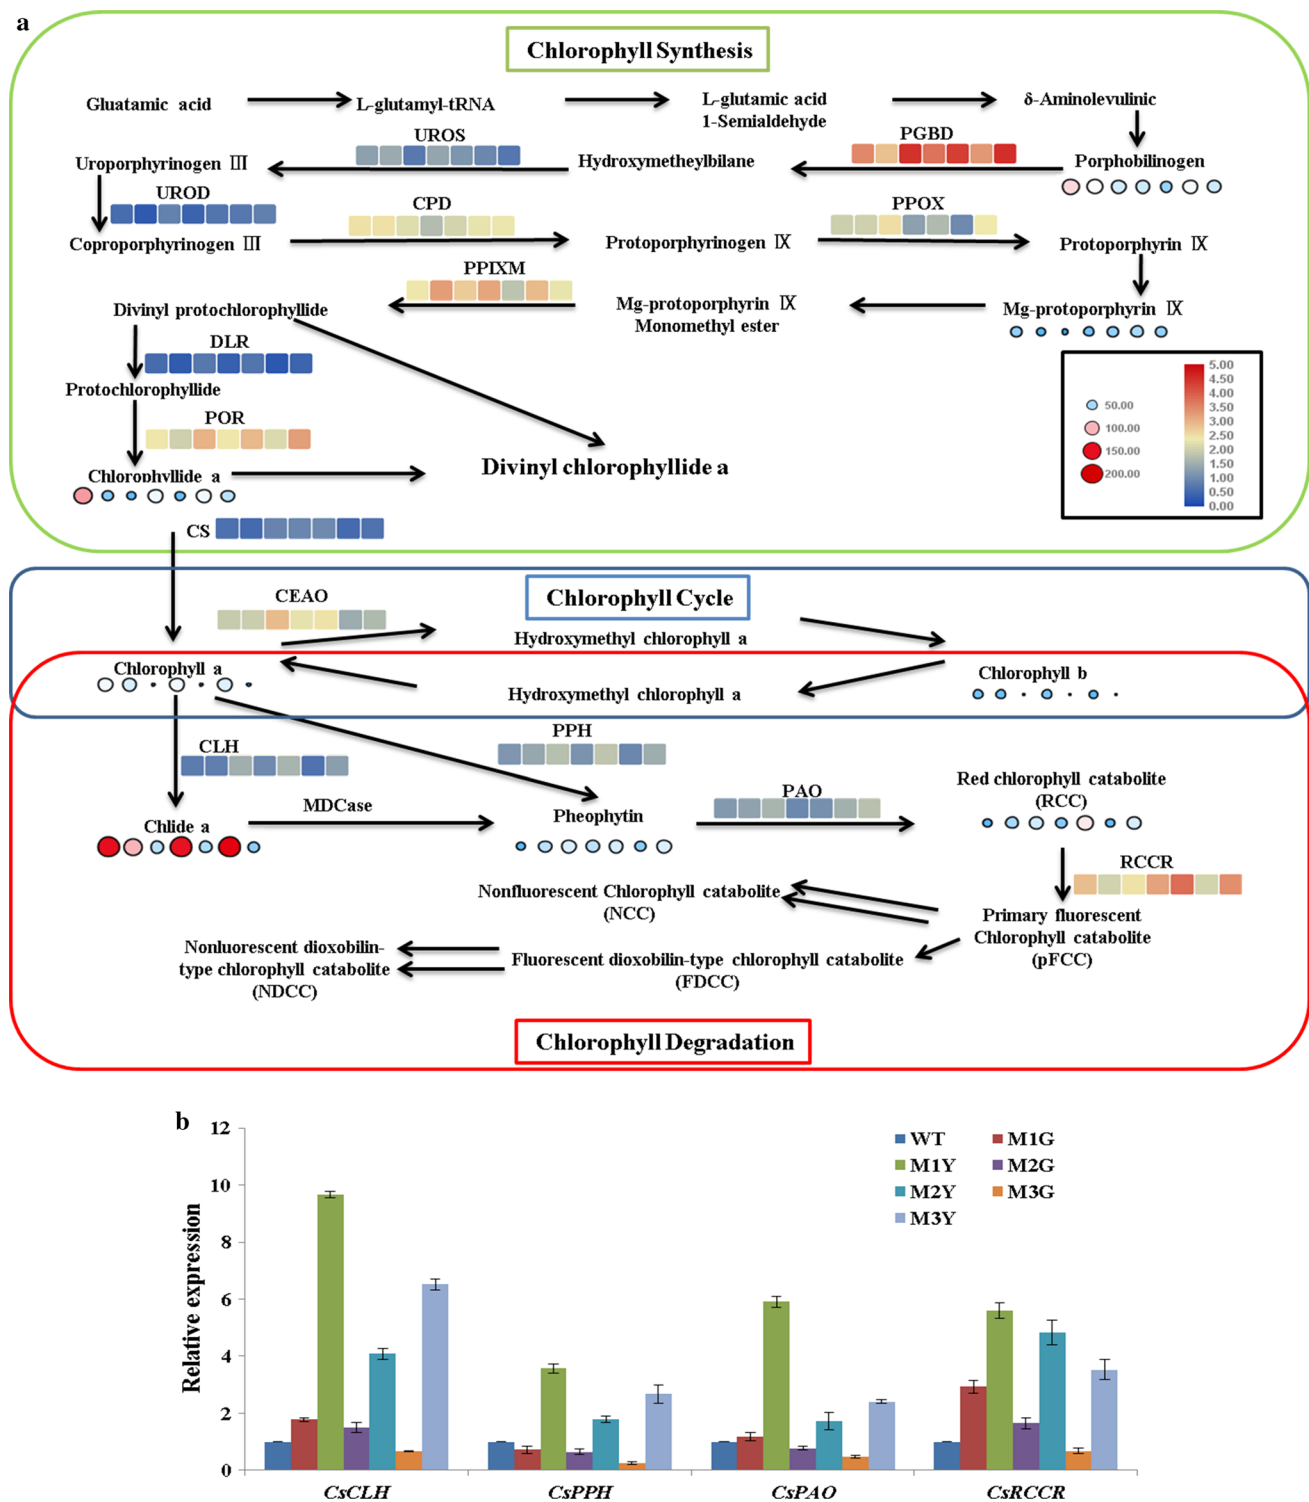 a
Chlorophyll Synthesis
Gluatamic acid
L-glutamyl-tRNA
L-glutamic acid
1-Semialdehyde
δ-Aminolevulinic
UROS
PGBD
Uroporphyrinogen Ⅲ
Hydroxymetheylbilane
Porphobilinogen
UROD
CPD
PPOX
Coproporphyrinogen Ⅲ
Protoporphyrinogen Ⅸ
Protoporphyrin Ⅸ
PPIXM
Divinyl protochlorophyllide
Mg-protoporphyrin Ⅸ
Monomethyl ester
Mg-protoporphyrin Ⅸ
DLR
Protochlorophyllide
POR
Chlorophyllide a
Divinyl chlorophyllide a
50.00
100.00
150.00
200.00
5.00
4.50
4.00
3.50
3.00
2.50
2.00
1.50
1.00
0.50
0.00
CS
CEAO
Chlorophyll Cycle
Hydroxymethyl chlorophyll a
Chlorophyll a
Hydroxymethyl chlorophyll a
Chlorophyll b
CLH
PPH
PAO
Red chlorophyll catabolite
(RCC)
Chlide a
MDCase
Pheophytin
RCCR
Nonfluorescent Chlorophyll catabolite
(NCC)
Primary fluorescent
Chlorophyll catabolite
(pFCC)
Nonluorescent dioxobilin-
type chlorophyll catabolite
(NDCC)
Fluorescent dioxobilin-type chlorophyll catabolite
(FDCC)
Chlorophyll Degradation
b
Relative expression
12
10
8
6
4
2
0
WT
M1G
M1Y
M2G
M2Y
M3G
M3Y
CsCLH
CsPPH
CsPAO
CsRCCR